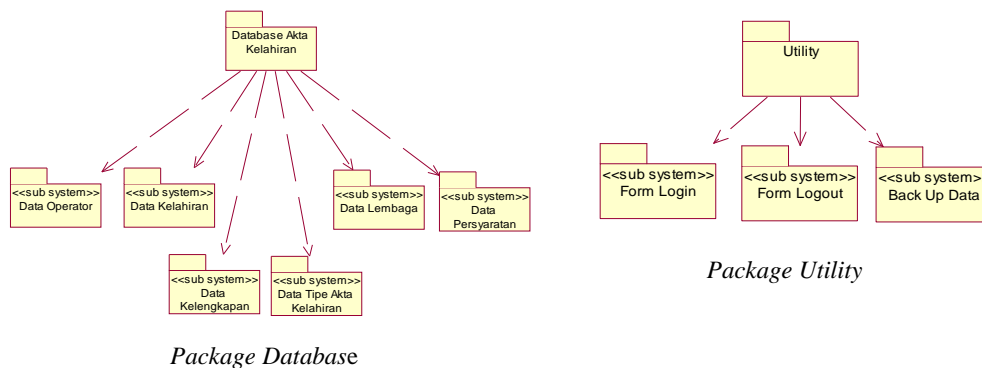 Database Akta
Kelahiran
<<sub system>>
Data Operator
<<sub system>>
Data Kelahiran
<<sub system>>
Data Lembaga
<<sub system>>
Data
Persyaratan
<<sub system>>
Data
Kelengkapan
<<sub system>>
Data Tipe Akta
Kelahiran
Package Database
Utility
<<sub system>>
Form Login
<<sub system>>
Form Logout
<<sub system>
Back Up Data
Package Utility